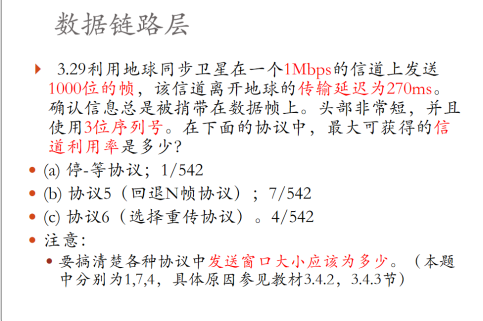 数据链路层
3.29利用地球同步卫星在一个1Mbps的信道上发送
1000位的帧，该信道离开地球的传输延迟为270ms。
确认信息总是被捎带在数据帧上。头部非常短，并且
使用3位序列号。在下面的协议中，最大可获得的信
道利用率是多少？
(a) 停-等协议；1/542
(b) 协议5（回退N帧协议）；7/542
(c) 协议6（选择重传协议）。4/542
注意：
要搞清楚各种协议中发送窗口大小应该为多少。（本题
中分别为1,7,4，具体原因参见教材3.4.2，3.4.3节）